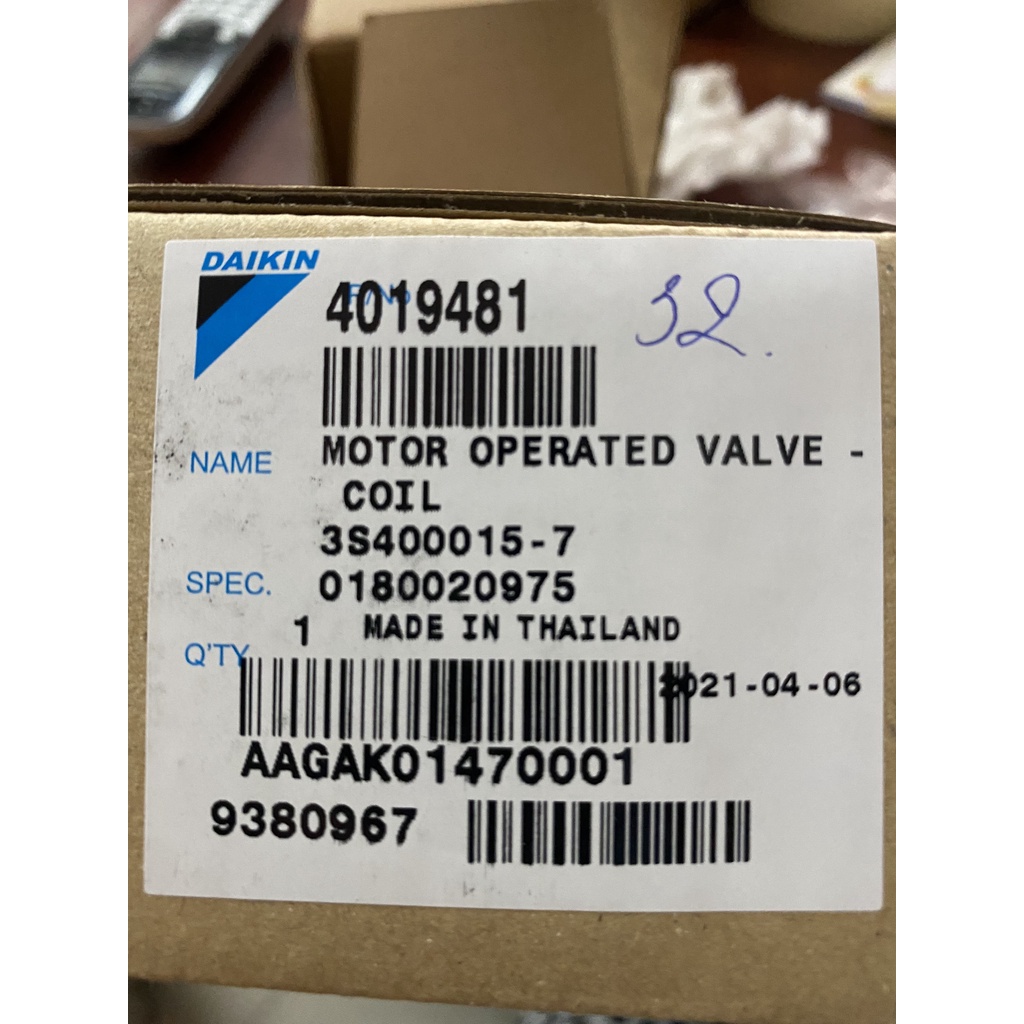 DAIKIN
P/No
4019481
32.
NAME MOTOR OPERATED VALVE -
COIL
3S400015-7
SPEC. 0180020975
Q'TY 1 MADE IN THAILAND
2021-04-06
AAGAK01470001
9380967